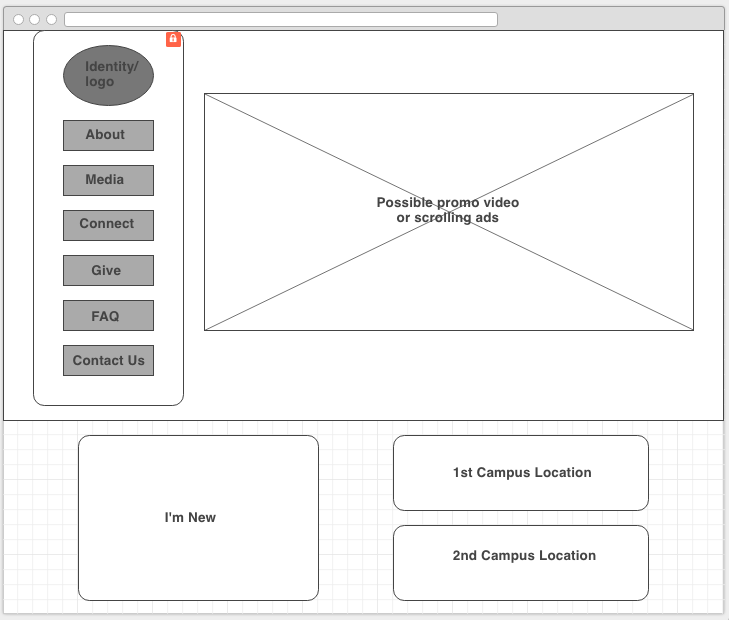 Identity/
logo
About
Media
Connect
Give
FAQ
Contact Us
Possible promo video
or scrolling ads
I'm New
1st Campus Location
2nd Campus Location